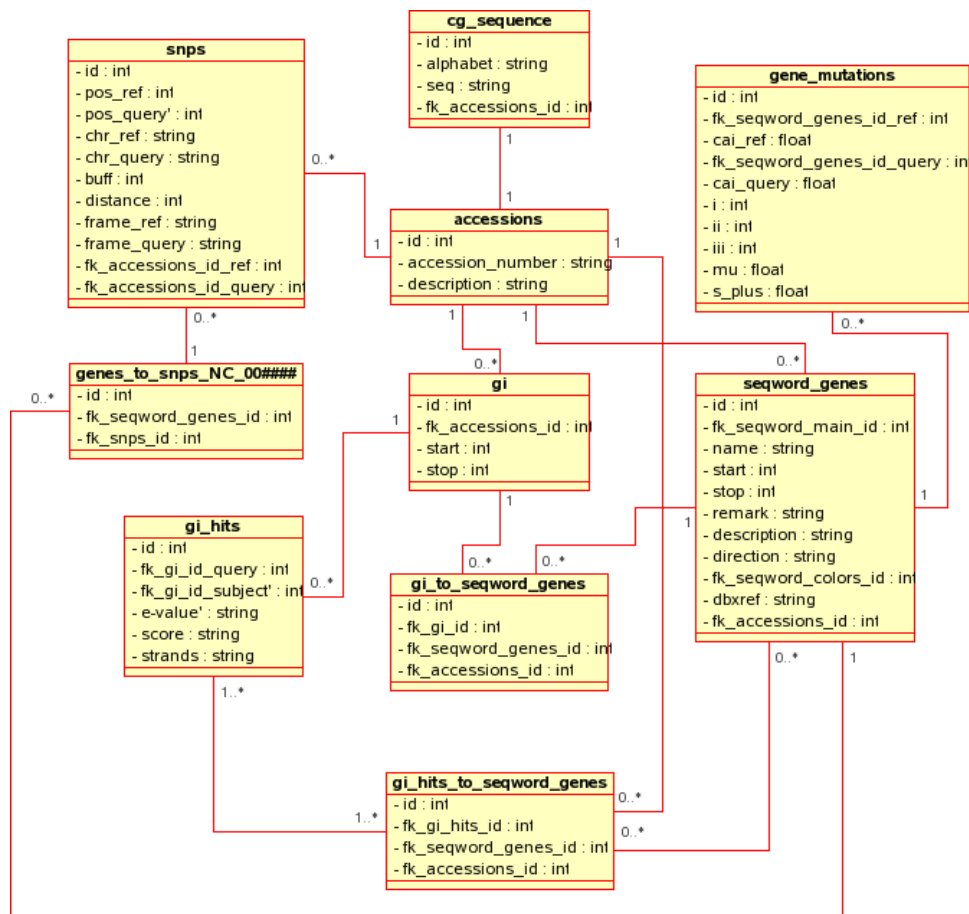 cg_sequence
- id : int
- alphabet : string
- seq : string
- fk_accessions_id : int
snps
- id : int
- pos_ref : int
- pos_query' : int
- chr_ref : string
- chr_query : string
- buff : int
- distance : int
- frame_ref : string
- frame_query : string
- fk_accessions_id_ref : int
- fk_accessions_id_query : int
gene_mutations
- id : int
- fk_seqword_genes_id_ref : int
- cai_ref : float
- fk_seqword_genes_id_query : int
- cai_query : float
- i : int
- ii : int
- iii : int
- mu : float
- s_plus : float
1
0..*
1
accessions
- id : int
- accession_number : string
- description : string
1
1
0..*
1
1
1
0..*
0..*
0..*
1
genes_to_snps_NC_00####
- id : int
- fk_seqword_genes_id : int
- fk_snps_id : int
0..*
gi
- id : int
- fk_accessions_id : int
- start : int
- stop : int
1
1
seqword_genes
- id : int
- fk_seqword_main_id : int
- name : string
- start : int
- stop : int
- remark : string
- description : string
- direction : string
- fk_seqword_colors_id : int
- dbxref : string
- fk_accessions_id : int
1
1
gi_hits
- id : int
- fk_gi_id_query : int
- fk_gi_id_subject' : int
- e-value' : string
- score : string
- strands : string
0..*
0..*
0..*
gi_to_seqword_genes
- id : int
- fk_gi_id : int
- fk_seqword_genes_id : int
- fk_accessions_id : int
0..*
1
1..*
gi_hits_to_seqword_genes
- id : int
- fk_gi_hits_id : int
- fk_seqword_genes_id : int
- fk_accessions_id : int
0..*
1..*
0..*